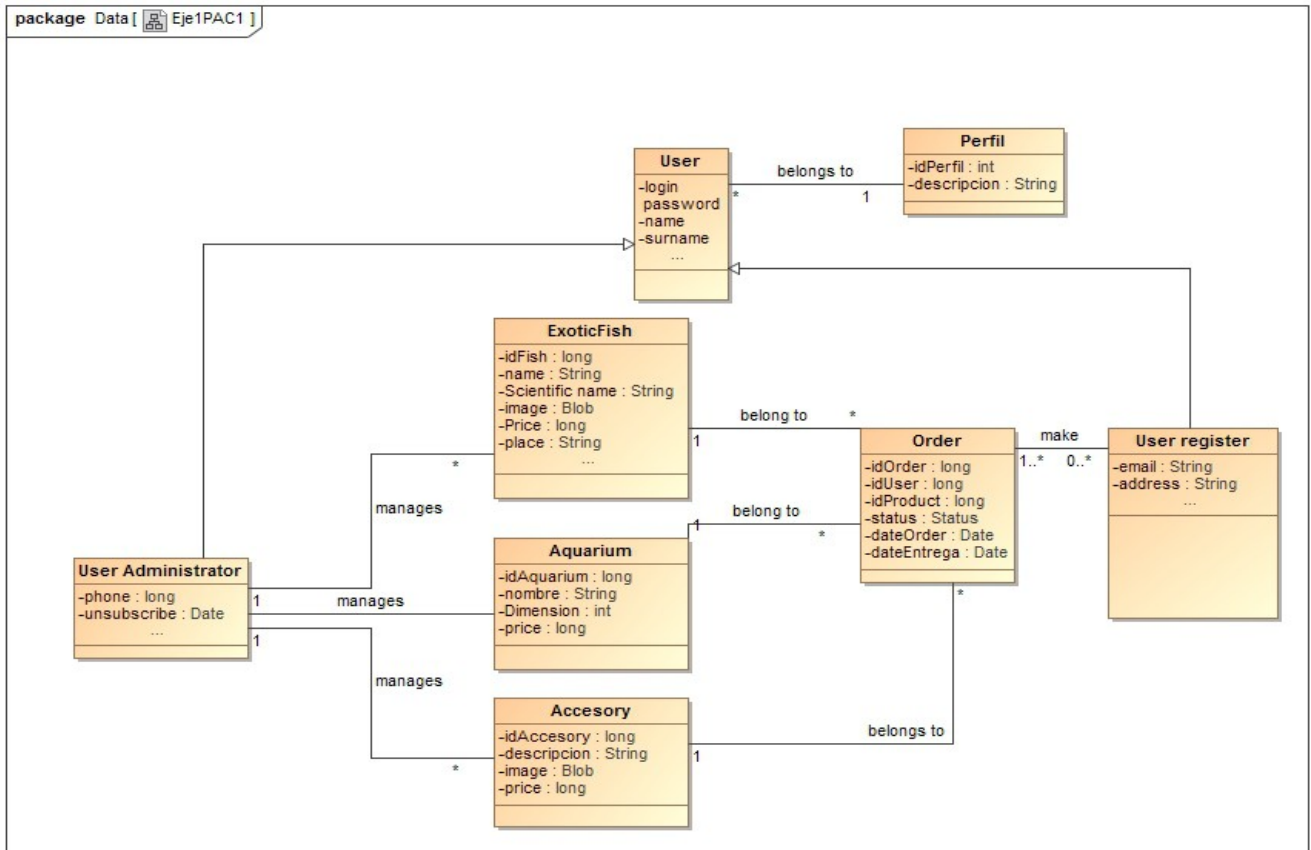 package Data [ Eje1PAC1 ]
Perfil
-idPerfil : int
-descripcion : String
User
-login
password
-name
-surname
...
belongs to
*
1
ExoticFish
-idFish : long
-name : String
-Scientific name : String
-image : Blob
-Price : long
-place : String
...
belong to
*
1
Order
-idOrder : long
-idUser : long
-idProduct : long
-status : Status
-dateOrder : Date
-dateEntrega : Date
make
1..*
0..*
User register
-email : String
-address : String
...
*
manages
belong to
1
*
Aquarium
-idAquarium : long
-nombre : String
-Dimension : int
-price : long
User Administrator
-phone : long
-unsubscribe : Date
...
1
manages
1
*
manages
*
Accesory
-idAccesory : long
-descripcion : String
-image : Blob
-price : long
belongs to
1